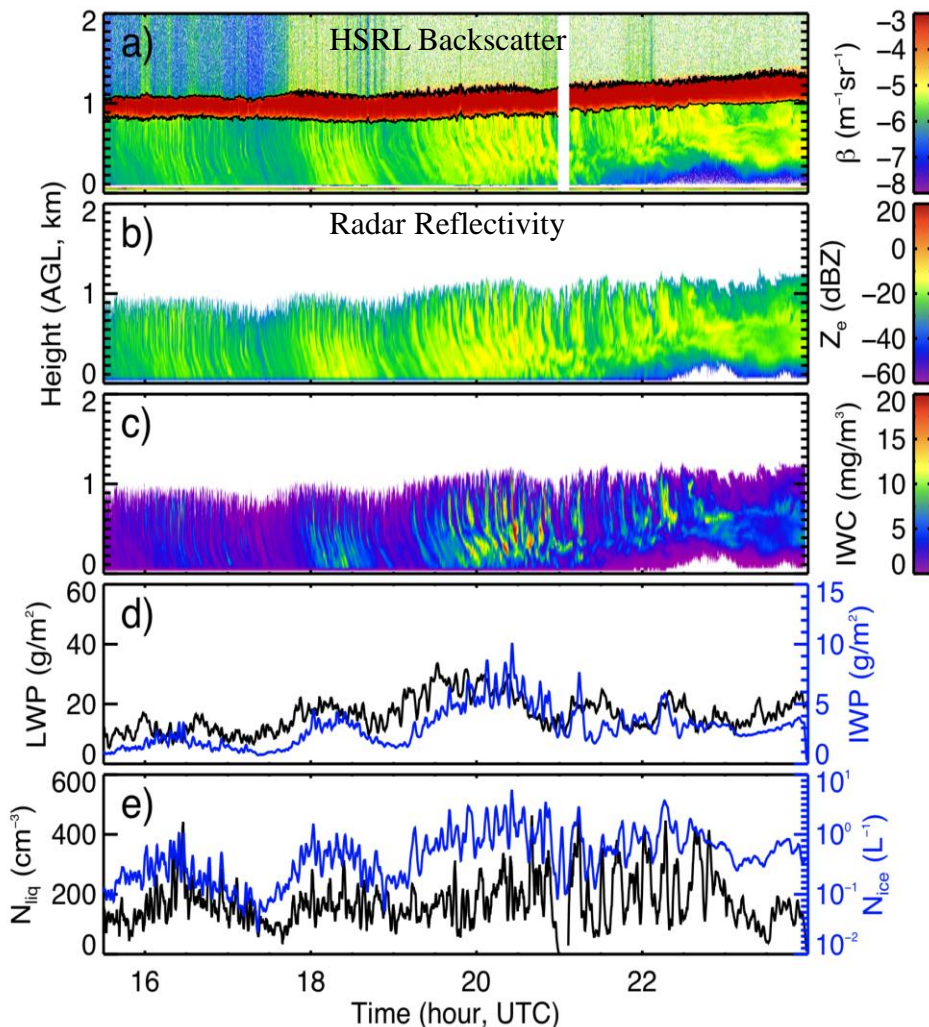 a)
HSRL Backscatter
2
1
0
−3
−4
−5
−6
−7
−8
β (m⁻¹sr⁻¹)
b)
Radar Reflectivity
2
1
0
20
0
−20
−40
−60
Zₑ (dBZ)
Height (AGL, km)
c)
2
1
0
20
15
10
5
0
IWC (mg/m³)
d)
60
40
20
0
LWP (g/m²)
15
10
5
0
IWP (g/m²)
e)
600
400
200
0
N_liq (cm⁻³)
10¹
10⁰
10⁻¹
10⁻²
N_ice (L⁻¹)
16 18 20 22
Time (hour, UTC)